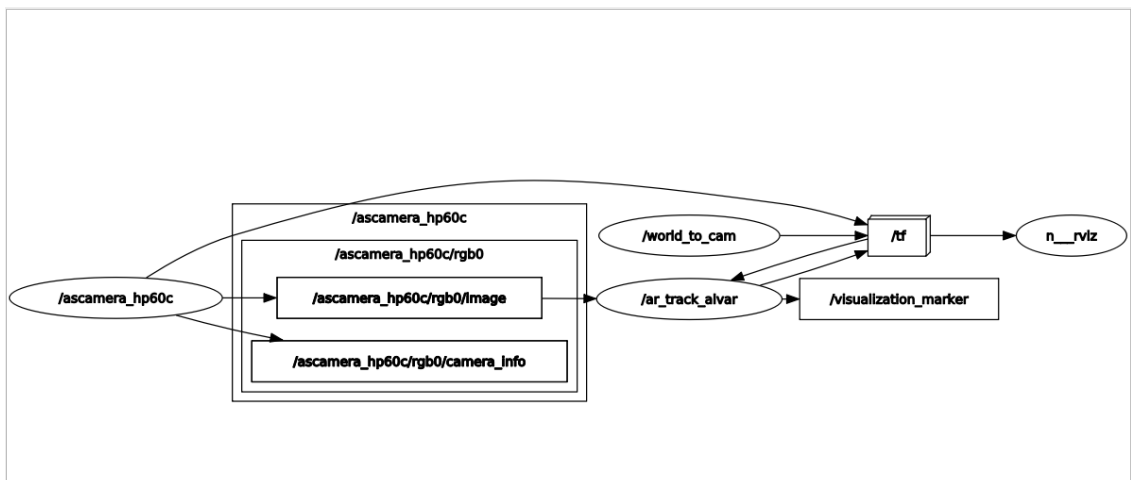 /ascamera_hp60c
/ascamera_hp60c
/ascamera_hp60c/rgb0
/ascamera_hp60c/rgb0/image
/ascamera_hp60c/rgb0/camera_info
/world_to_cam
/ar_track_alvar
/tf
/visualization_marker
n__rviz